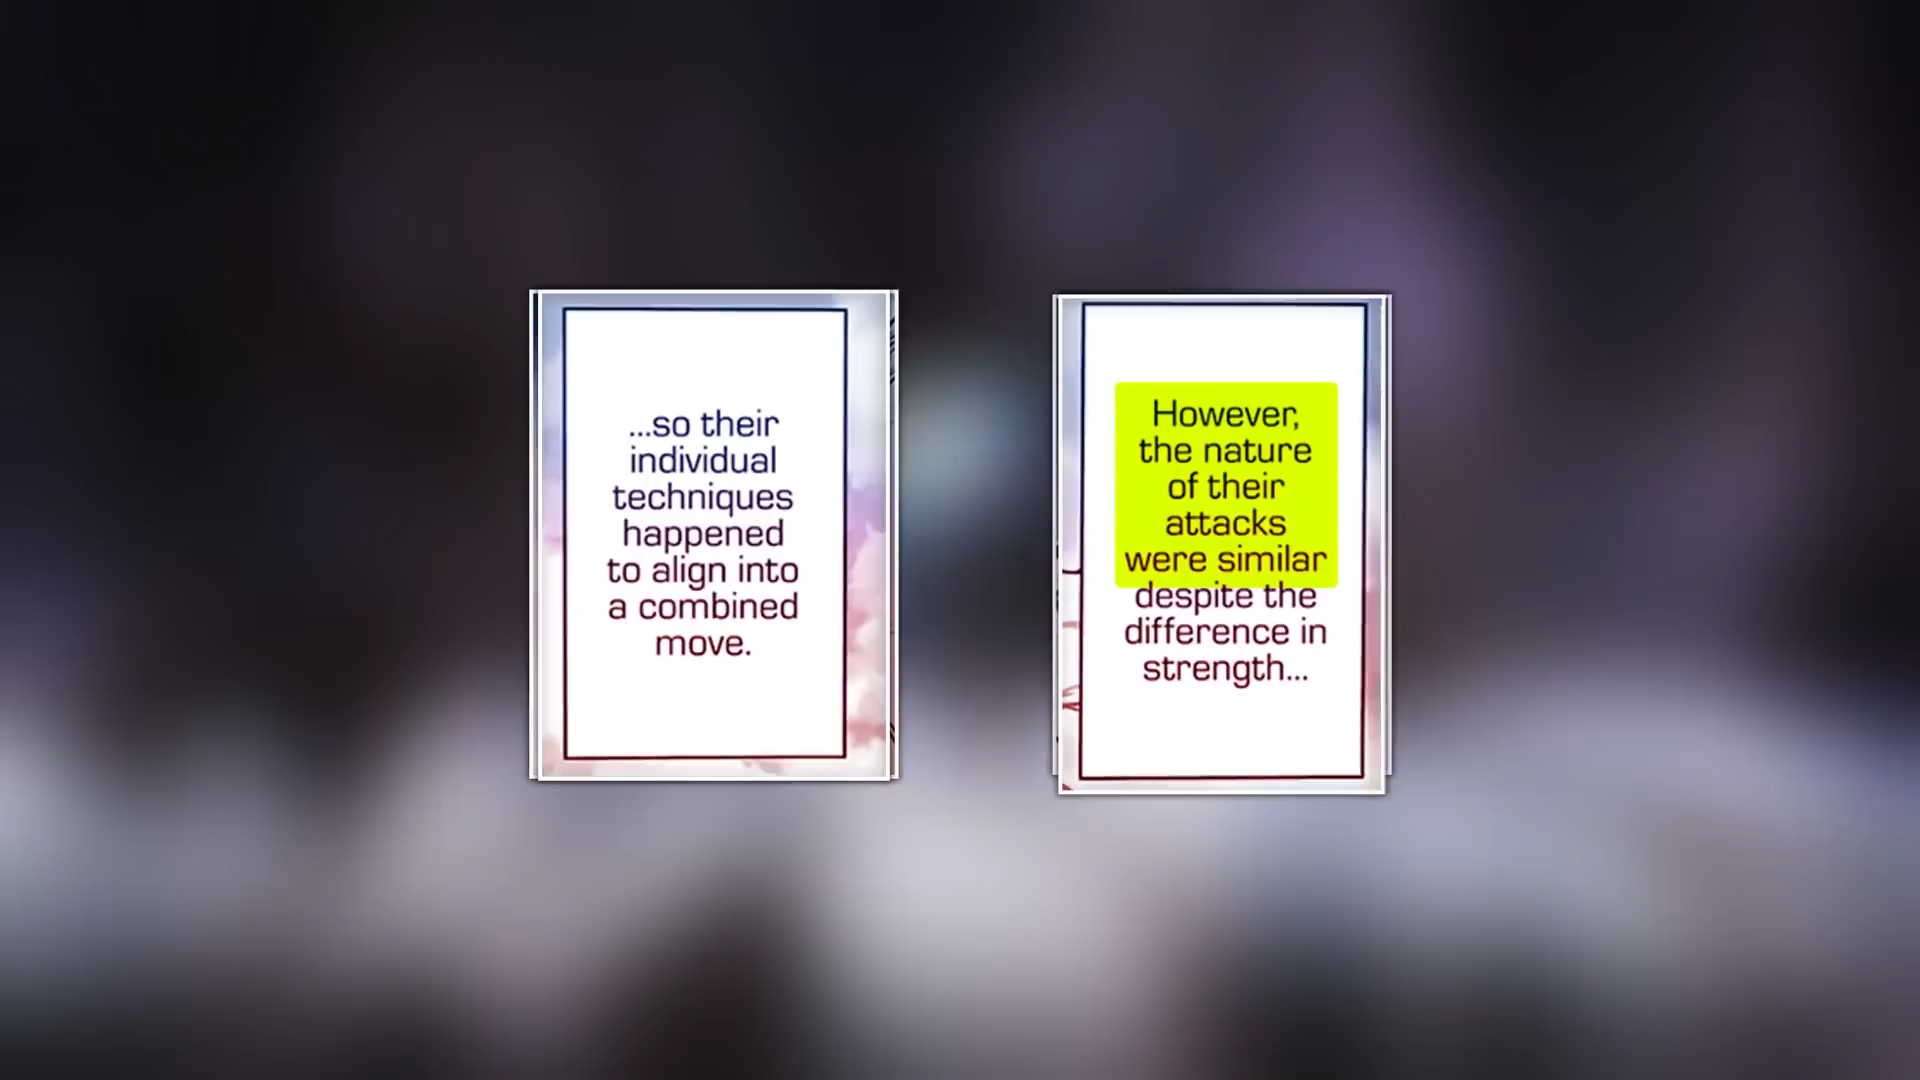 ...so their
individual
techniques
happened
to align into
a combined
move.
However,
the nature
of their
attacks
were similar
despite the
difference in
strength...